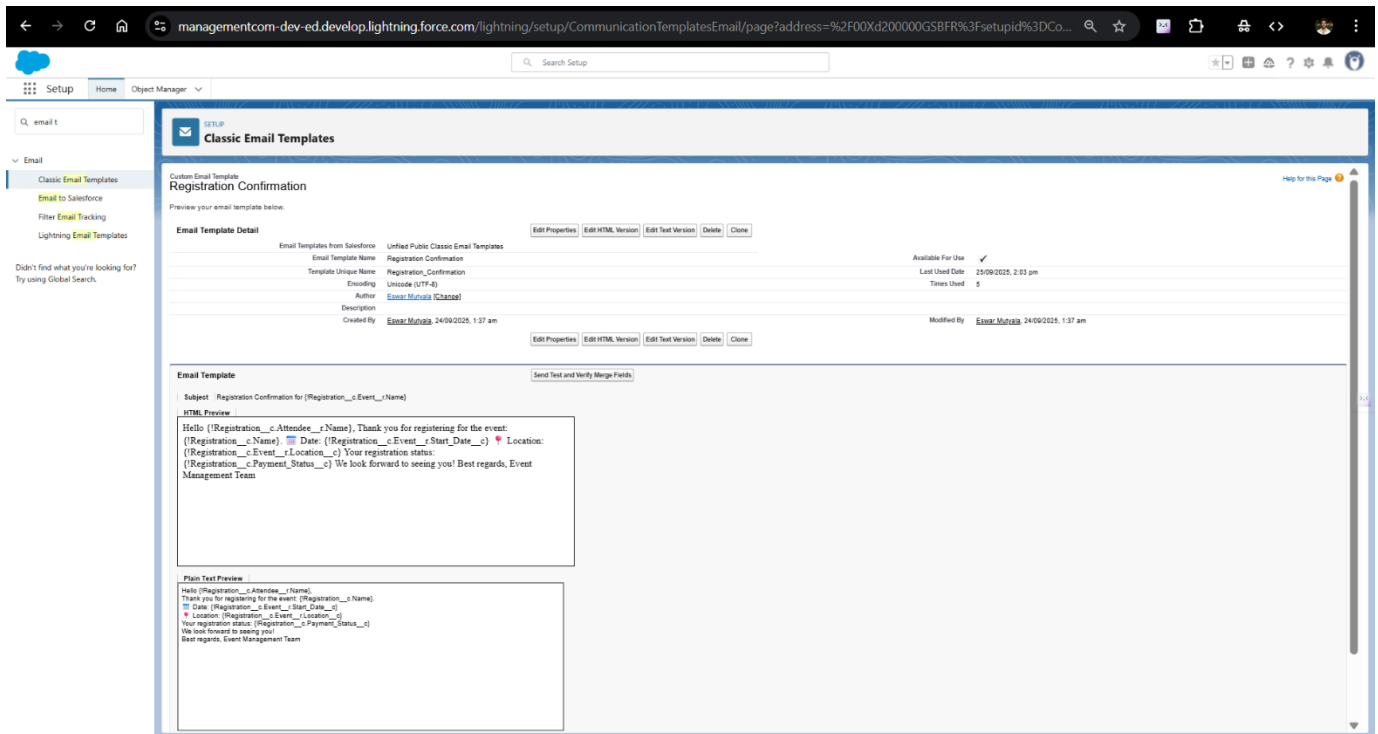 managementcom-dev-ed.develop.lightning.force.com/lightning/setup/CommunicationTemplatesEmail/page?address=%2F00Xd200000GSBFR%3Fsetupid%3DCo...
Search Setup
Setup Home Object Manager
email t
SETUP
Classic Email Templates
Email
Classic Email Templates
Email to Salesforce
Filter Email Tracking
Lightning Email Templates
Didn't find what you're looking for?
Try using Global Search.
Custom Email Template
Registration Confirmation
Help for this Page
Preview your email template below.
Email Template Detail Edit Properties Edit HTML Version Edit Text Version Delete Clone
Email Templates from Salesforce Unfiled Public Classic Email Templates
Email Template Name Registration Confirmation Available For Use ✓
Template Unique Name Registration_Confirmation Last Used Date 25/09/2025, 2:03 pm
Encoding Unicode (UTF-8) Times Used 5
Author Eswar Mutyala [Change]
Description
Created By Eswar Mutyala, 24/09/2025, 1:37 am Modified By Eswar Mutyala, 24/09/2025, 1:37 am
Edit Properties Edit HTML Version Edit Text Version Delete Clone
Email Template Send Test and Verify Merge Fields
Subject Registration Confirmation for {!Registration__c.Event__r.Name}
HTML Preview
Hello {!Registration__c.Attendee__r.Name}, Thank you for registering for the event:
{!Registration__c.Name}. 📅 Date: {!Registration__c.Event__r.Start_Date__c} 📍 Location:
{!Registration__c.Event__r.Location__c} Your registration status:
{!Registration__c.Payment_Status__c} We look forward to seeing you! Best regards, Event
Management Team
Plain Text Preview
Hello {!Registration__c.Attendee__r.Name},
Thank you for registering for the event: {!Registration__c.Name}.
📅 Date: {!Registration__c.Event__r.Start_Date__c}
📍 Location: {!Registration__c.Event__r.Location__c}
Your registration status: {!Registration__c.Payment_Status__c}
We look forward to seeing you!
Best regards, Event Management Team